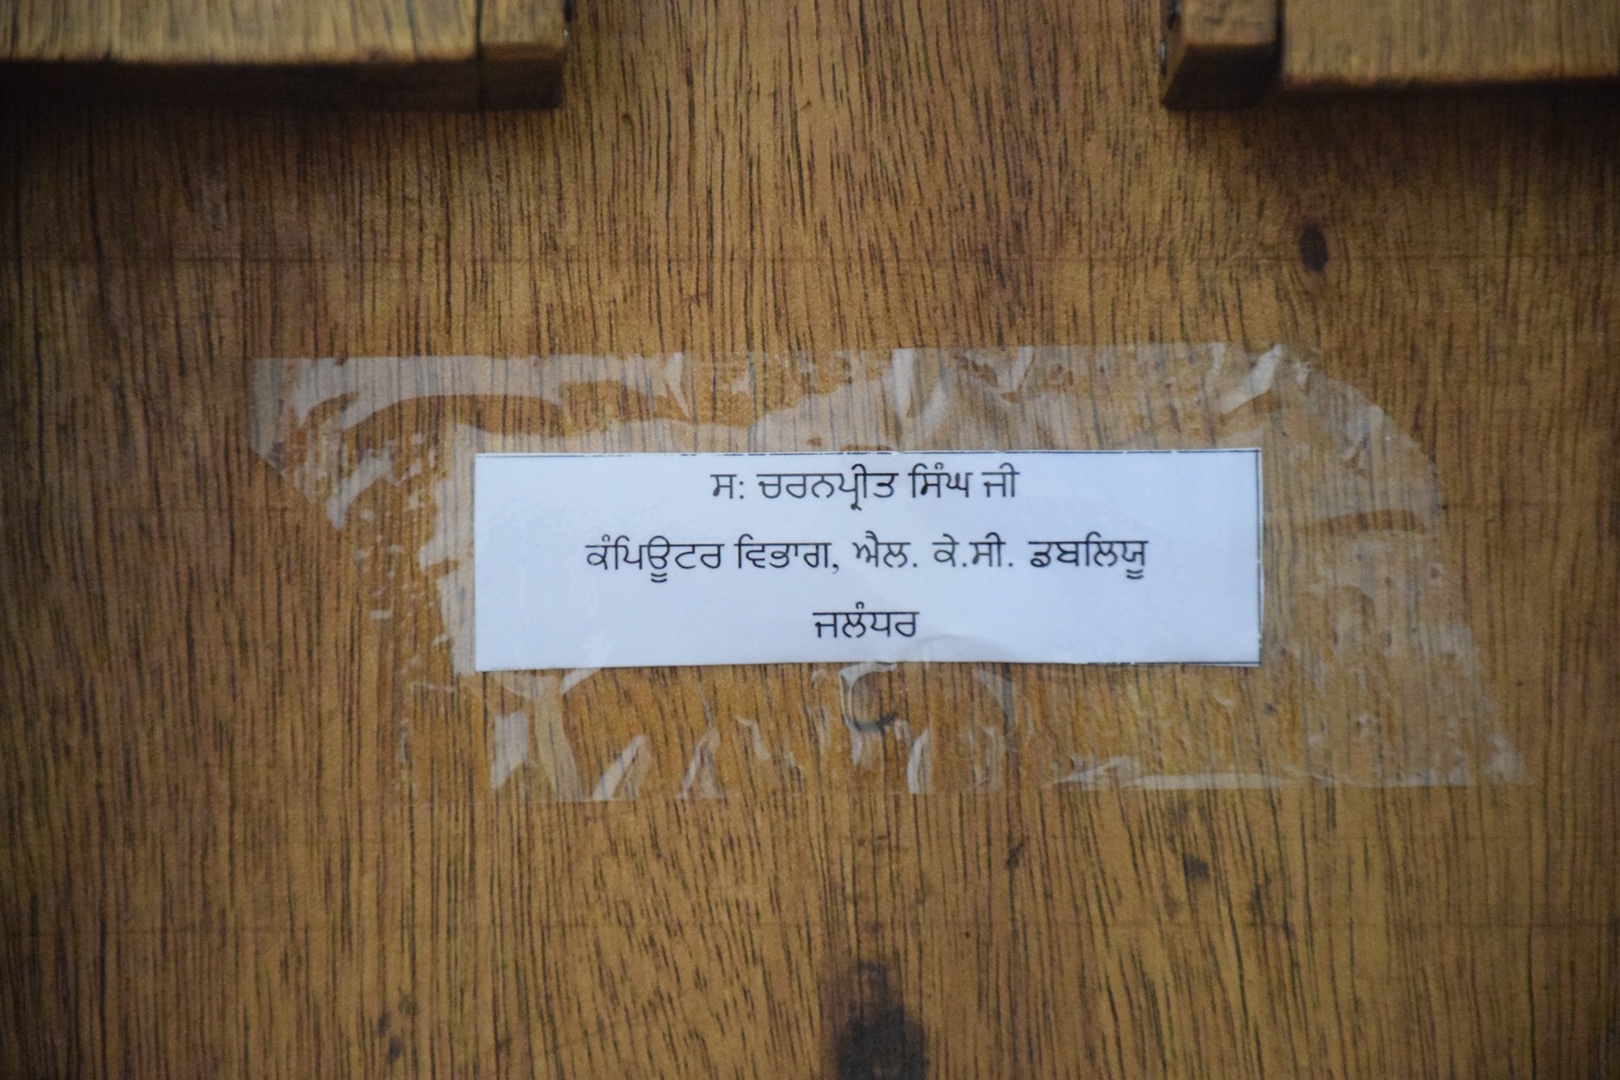 ਸ: ਚਰਨਪ੍ਰੀਤ ਸਿੰਘ ਜੀ
ਕੰਪਿਊਟਰ ਵਿਭਾਗ, ਐਲ. ਕੇ.ਸੀ. ਡਬਲਿਯੂ
ਜਲੰਧਰ